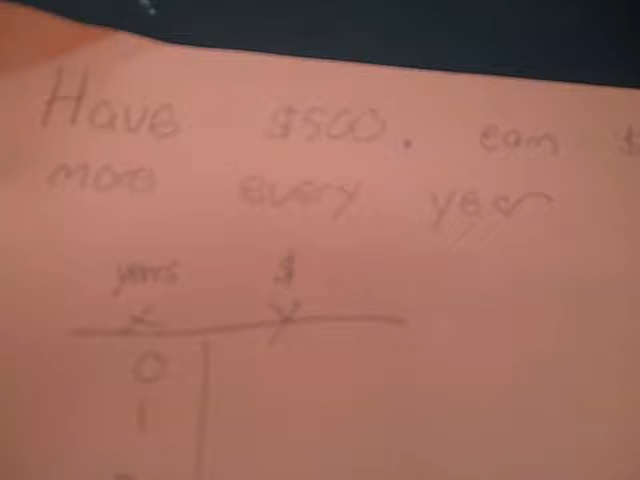 Have $500. earn $
more every year
years $
x y
0
1